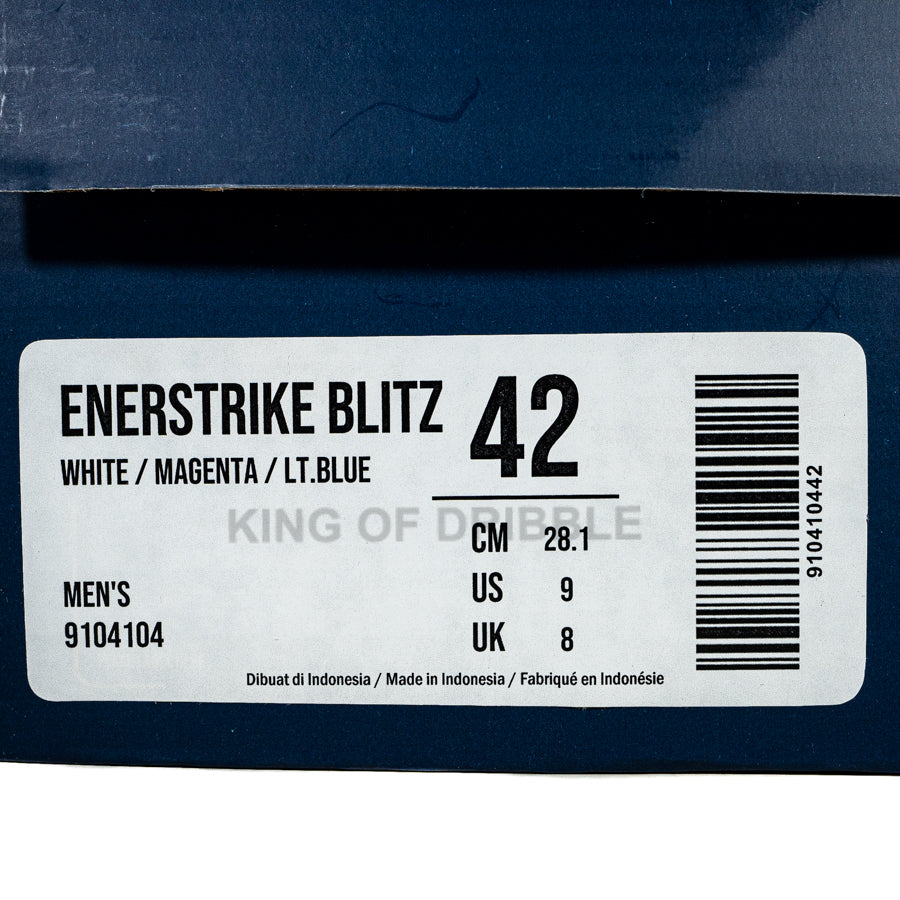 ENERSTRIKE BLITZ
WHITE / MAGENTA / LT.BLUE
42
KING OF DRIBBLE
CM 28.1
US 9
UK 8
MEN'S
9104104
Dibuat di Indonesia / Made in Indonesia / Fabriqué en Indonésie
910410442